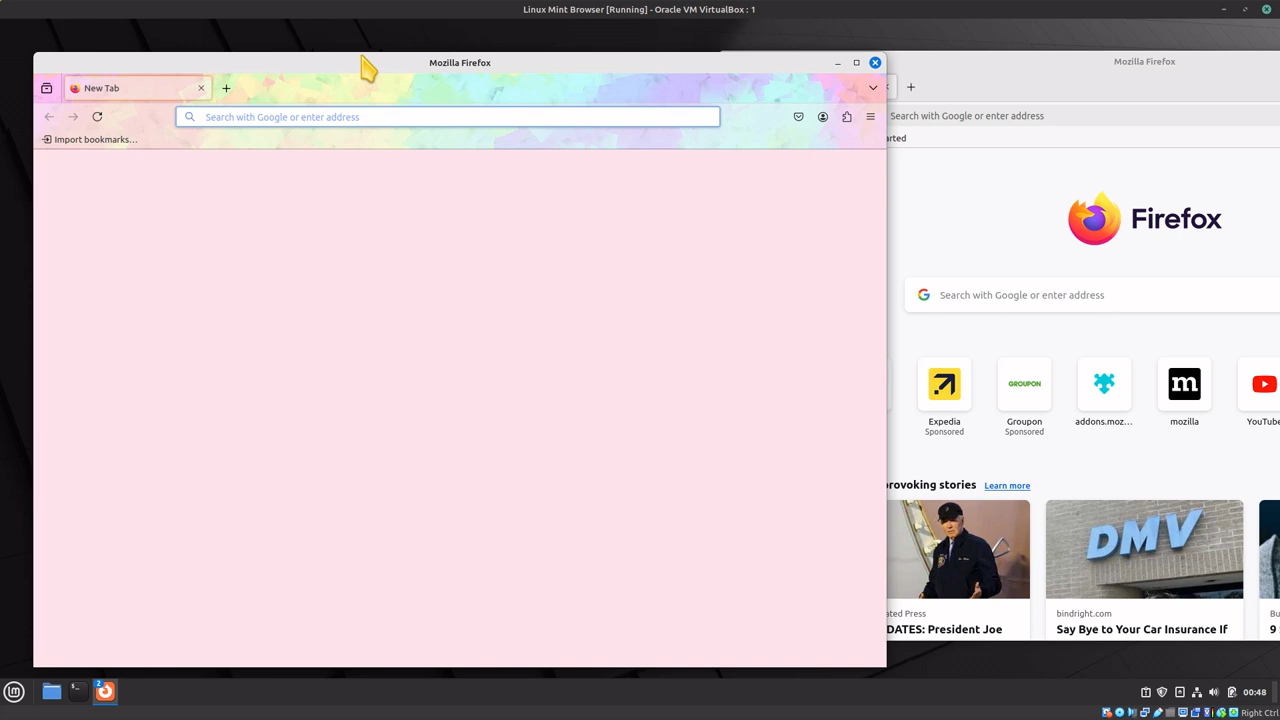 Linux Mint Browser [Running] - Oracle VM VirtualBox : 1
Mozilla Firefox
New Tab
Search with Google or enter address
Import bookmarks...
Mozilla Firefox
Search with Google or enter address
arted
Firefox
Search with Google or enter address
Expedia
Sponsored
GROUPON
Groupon
Sponsored
addons.moz...
m
mozilla
YouTube
rovoking stories
Learn more
DMV
ated Press
DATES: President Joe
bindright.com
Say Bye to Your Car Insurance If
Bu
9
2
00:48
Right Ctrl